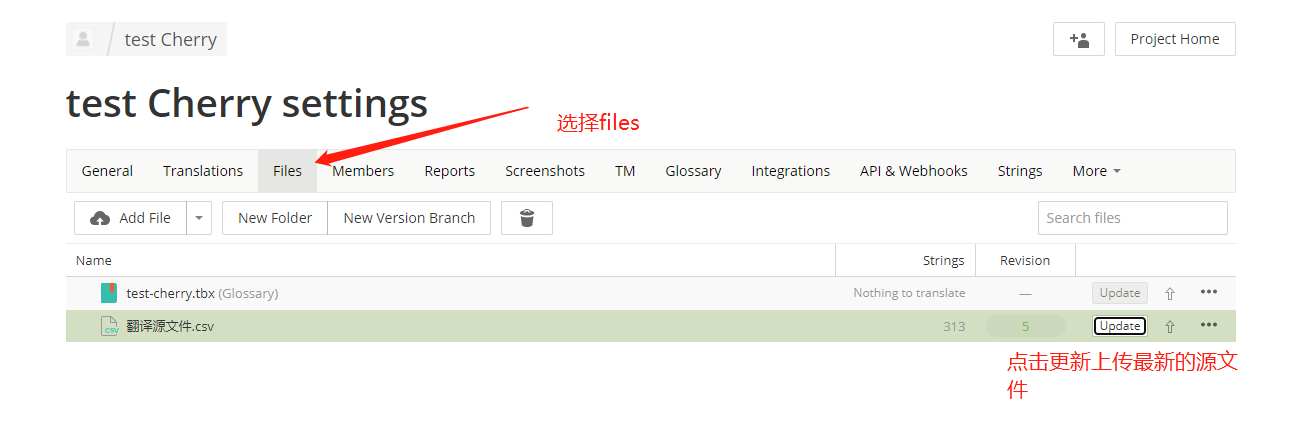 test Cherry
Project Home
test Cherry settings
选择files
General Translations Files Members Reports Screenshots TM Glossary Integrations API & Webhooks Strings More
Add File New Folder New Version Branch Search files
Name Strings Revision
test-cherry.tbx (Glossary) Nothing to translate — Update
CSV 翻译源文件.csv 313 5 Update
点击更新上传最新的源文
件